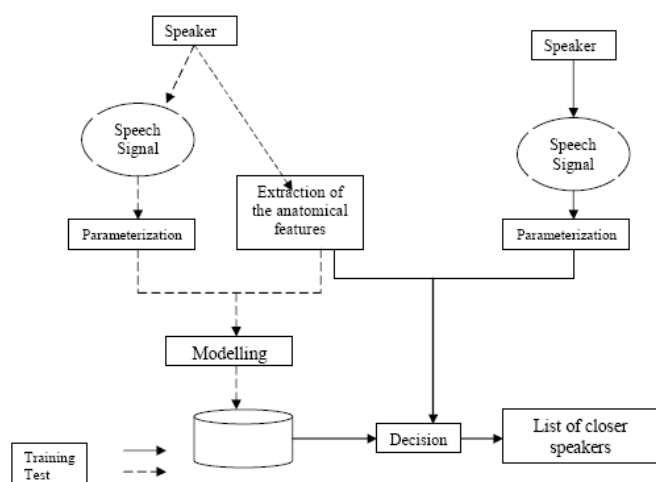 Speaker
Speaker
Speech
Signal
Speech
Signal
Extraction of
the anatomical
features
Parameterization
Parameterization
Modelling
Decision
List of closer
speakers
Training
Test